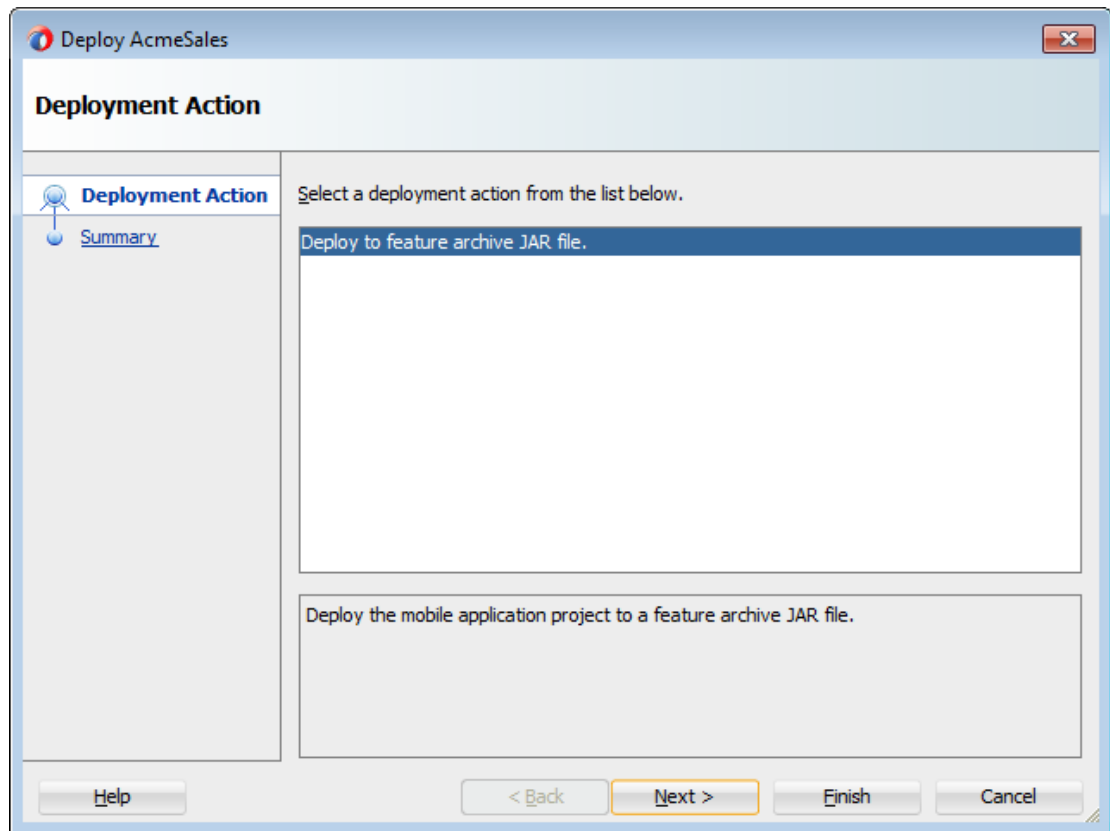 Deploy AcmeSales
Deployment Action
Deployment Action
Summary
Select a deployment action from the list below.
Deploy to feature archive JAR file.
Deploy the mobile application project to a feature archive JAR file.
Help
< Back
Next >
Finish
Cancel